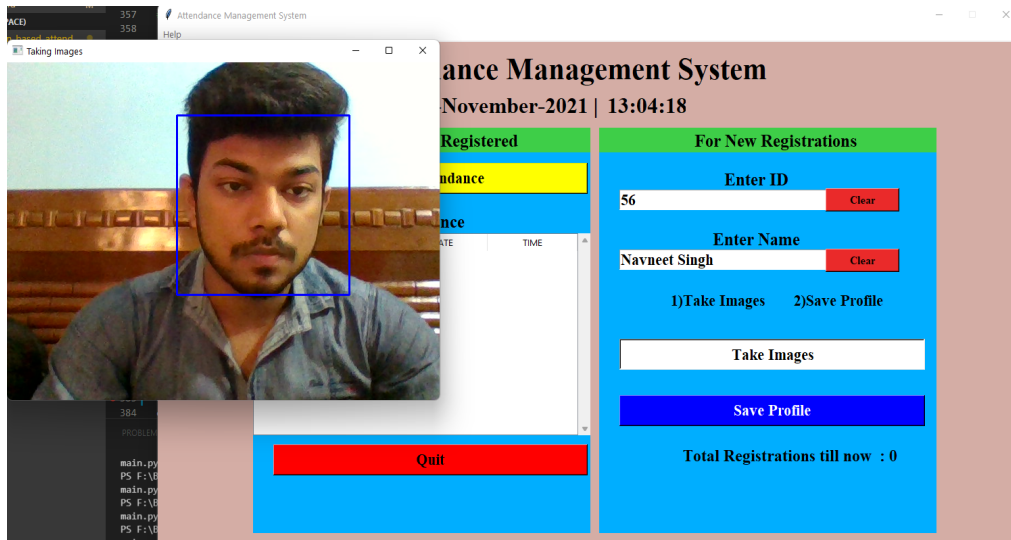 PACE)
357
358
Attendance Management System
Help
Taking Images
ance Management System
-November-2021 | 13:04:18
Registered
For New Registrations
ndance
Enter ID
56
Clear
nce
ATE
TIME
Enter Name
Navneet Singh
Clear
1)Take Images 2)Save Profile
Take Images
384
Save Profile
PROBLEM
Quit
Total Registrations till now : 0
main.py
PS F:\B
main.py
PS F:\B
main.py
PS F:\B